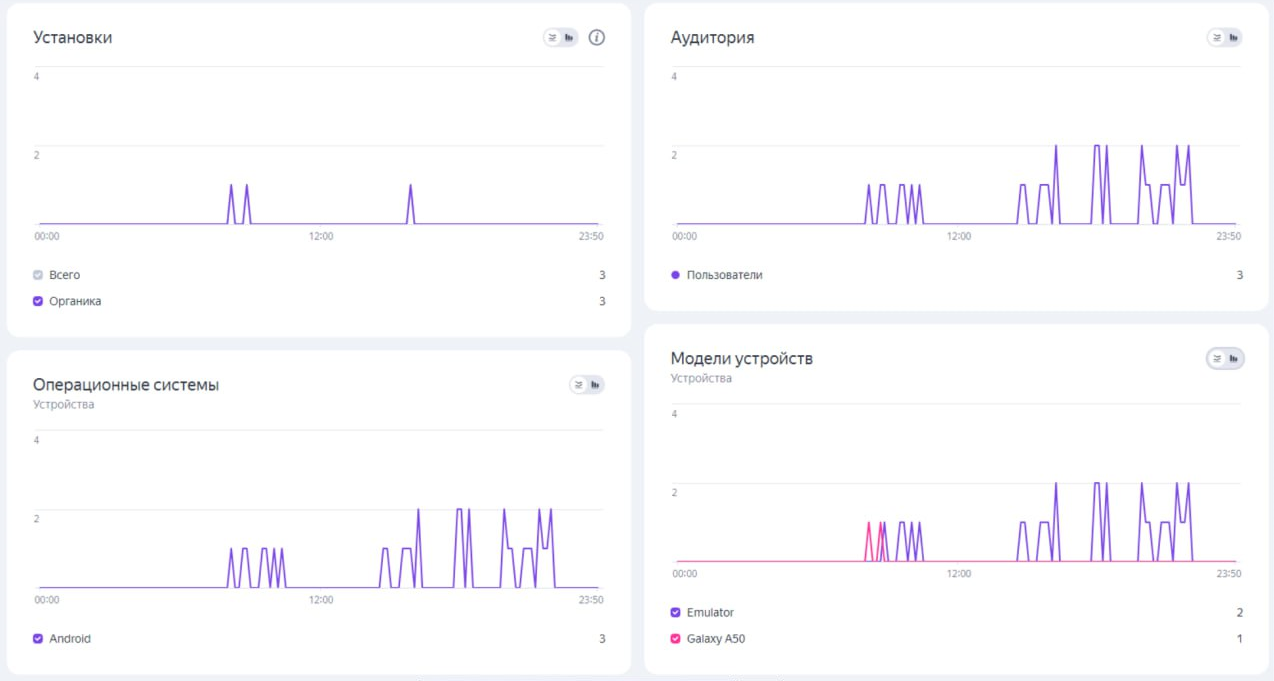 Установки
4
2
00:00 12:00 23:50
Всего 3
Органика 3
Аудитория
4
2
00:00 12:00 23:50
Пользователи 3
Операционные системы
Устройства
4
2
00:00 12:00 23:50
Android 3
Модели устройств
Устройства
4
2
00:00 12:00 23:50
Emulator 2
Galaxy A50 1